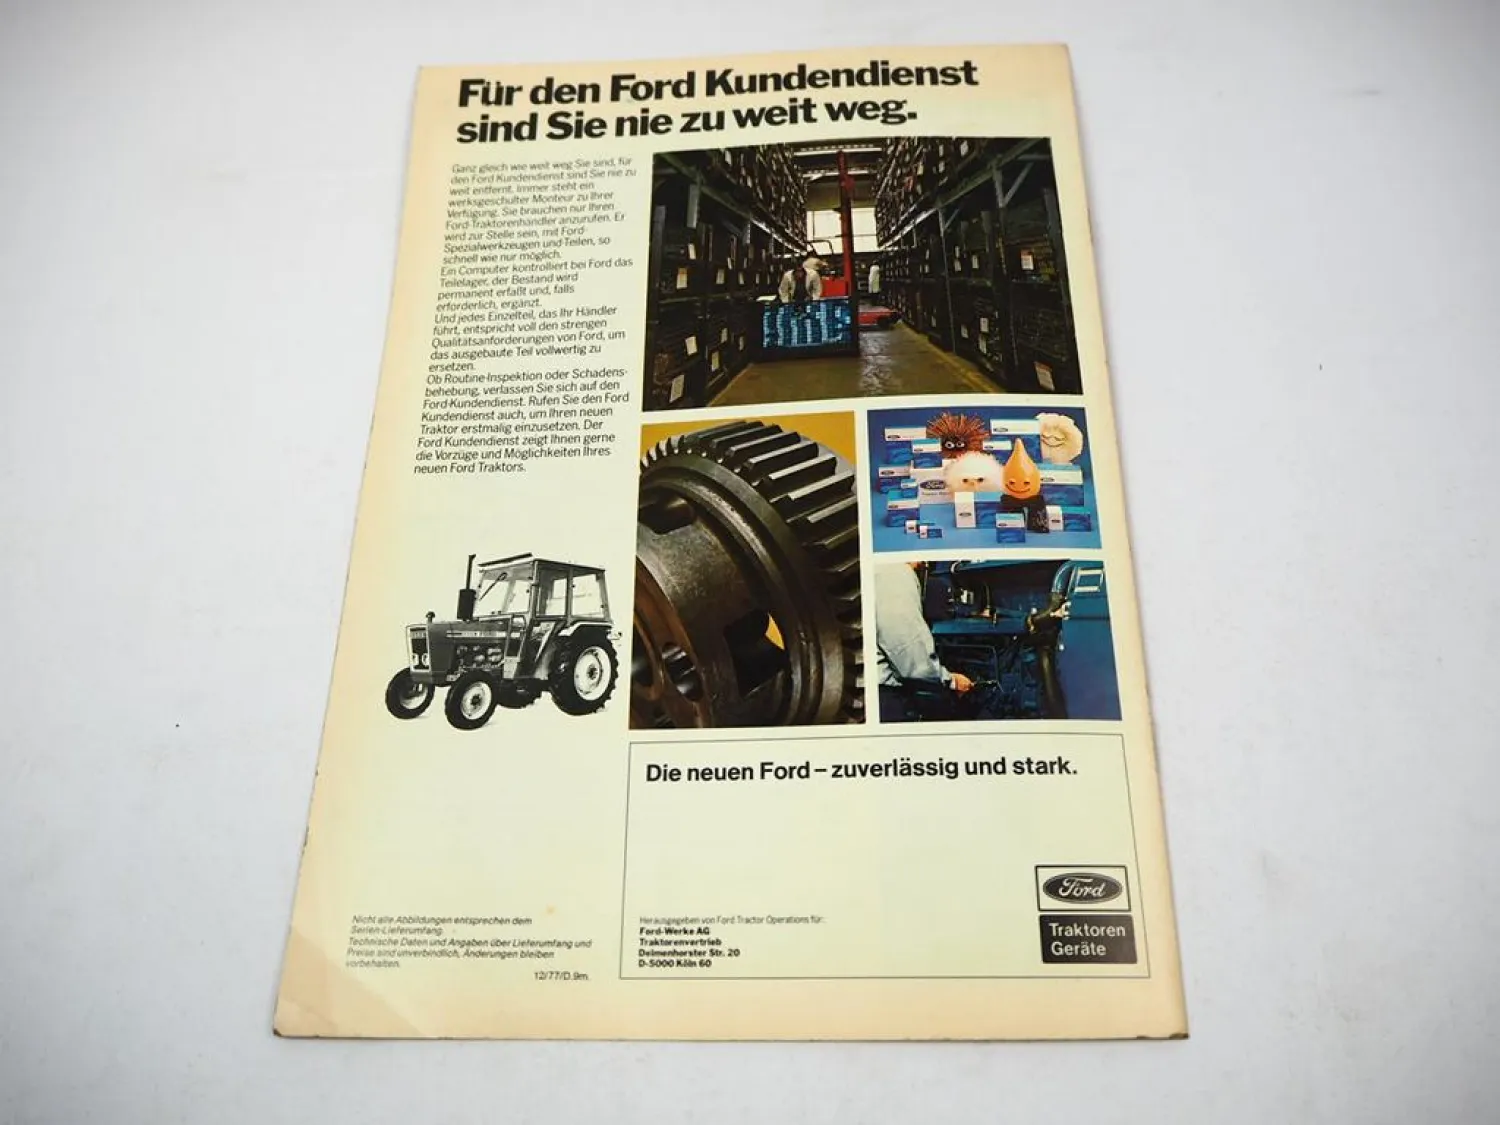 Für den Ford Kundendienst
sind Sie nie zu weit weg.
Ganz gleich wie weit weg Sie sind, für
den Ford Kundendienst sind Sie nie zu
weit entfernt. Immer steht ein
werksgeschulter Monteur zu Ihrer
Verfügung. Sie brauchen nur Ihren
Ford-Traktorenhändler anzurufen. Er
wird zur Stelle sein, mit Ford-
Spezialwerkzeugen und-Teilen, so
schnell wie nur möglich.
Ein Computer kontrolliert bei Ford das
Teilelager, der Bestand wird
permanent erfaßt und, falls
erforderlich, ergänzt.
Und jedes Einzelteil, das Ihr Händler
führt, entspricht voll den strengen
Qualitätsanforderungen von Ford, um
das ausgebaute Teil vollwertig zu
ersetzen.
Ob Routine-Inspektion oder Schadens-
behebung, verlassen Sie sich auf den
Ford-Kundendienst. Rufen Sie den Ford
Kundendienst auch, um Ihren neuen
Traktor erstmalig einzusetzen. Der
Ford Kundendienst zeigt Ihnen gerne
die Vorzüge und Möglichkeiten Ihres
neuen Ford Traktors.
Ford
Die neuen Ford – zuverlässig und stark.
Ford
Traktoren
Geräte
Herausgegeben von Ford Tractor Operations für:
Ford-Werke AG
Traktorenvertrieb
Delmenhorster Str. 20
D-5000 Köln 60
Nicht alle Abbildungen entsprechen dem
Serien-Lieferumfang.
Technische Daten und Angaben über Lieferumfang und
Preise sind unverbindlich, Änderungen bleiben
vorbehalten.
12/77/D.9m.